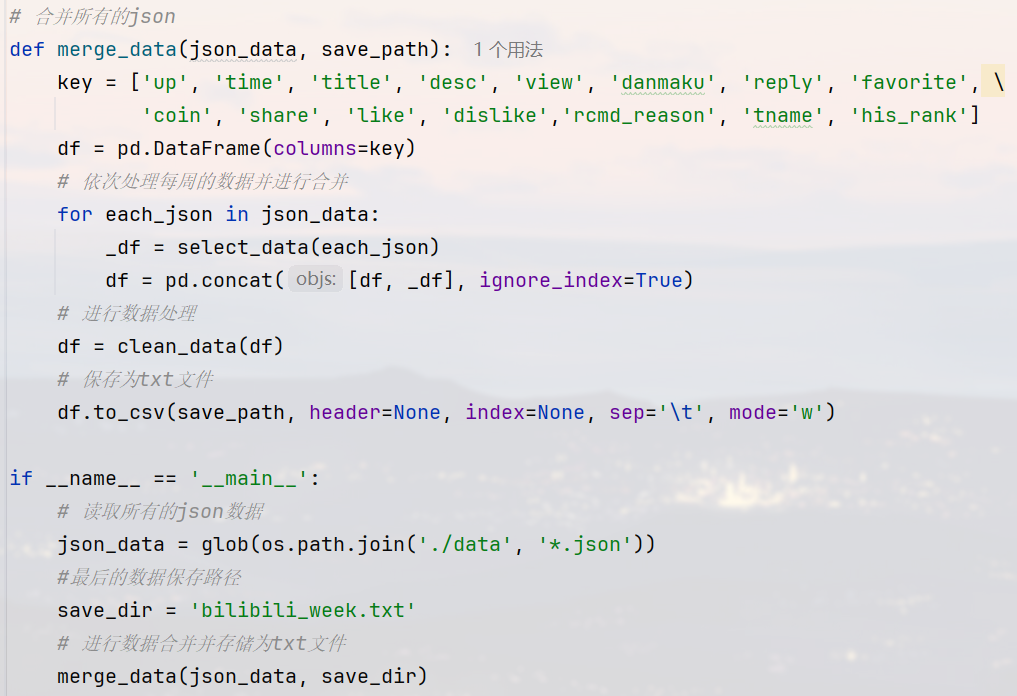 # 合并所有的json
def merge_data(json_data, save_path):  1 个用法
    key = ['up', 'time', 'title', 'desc', 'view', 'danmaku', 'reply', 'favorite', \
           'coin', 'share', 'like', 'dislike','rcmd_reason', 'tname', 'his_rank']
    df = pd.DataFrame(columns=key)
    # 依次处理每周的数据并进行合并
    for each_json in json_data:
        _df = select_data(each_json)
        df = pd.concat( objs: [df, _df], ignore_index=True)
    # 进行数据处理
    df = clean_data(df)
    # 保存为txt文件
    df.to_csv(save_path, header=None, index=None, sep='\t', mode='w')
if __name__ == '__main__':
    # 读取所有的json数据
    json_data = glob(os.path.join('./data', '*.json'))
    #最后的数据保存路径
    save_dir = 'bilibili_week.txt'
    # 进行数据合并并存储为txt文件
    merge_data(json_data, save_dir)